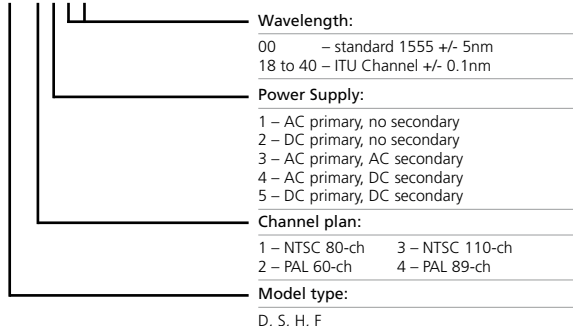 Wavelength:
00 – standard 1555 +/- 5nm
18 to 40 – ITU Channel +/- 0.1nm
Power Supply:
1 – AC primary, no secondary
2 – DC primary, no secondary
3 – AC primary, AC secondary
4 – AC primary, DC secondary
5 – DC primary, DC secondary
Channel plan:
1 – NTSC 80-ch 3 – NTSC 110-ch
2 – PAL 60-ch 4 – PAL 89-ch
Model type:
D, S, H, F